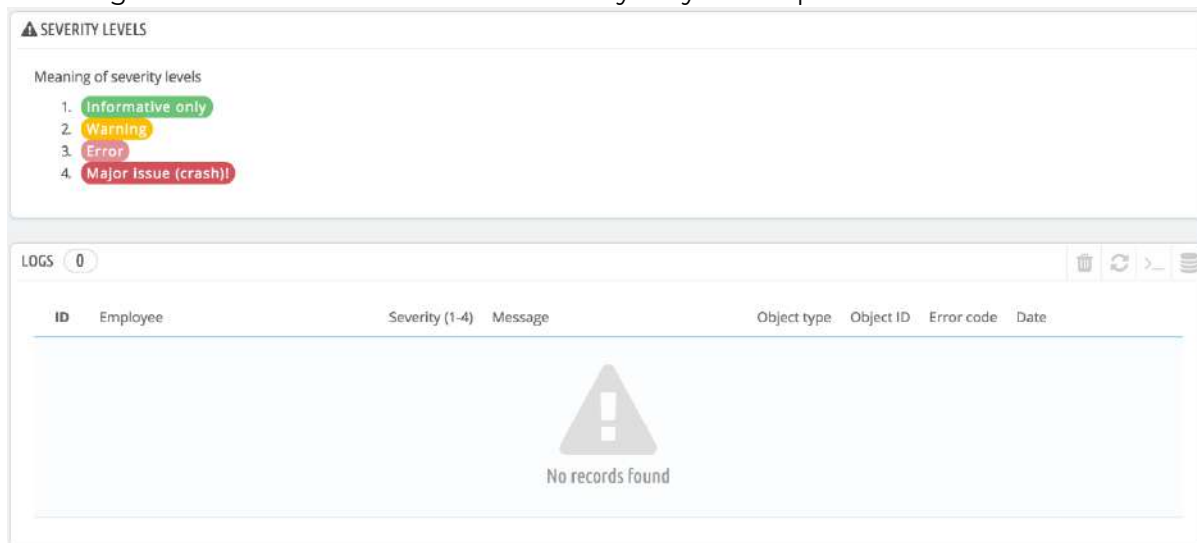 SEVERITY LEVELS
Meaning of severity levels
1. Informative only
2. Warning
3. Error
4. Major issue (crash)!
LOGS 0
ID Employee Severity (1-4) Message Object type Object ID Error code Date
No records found